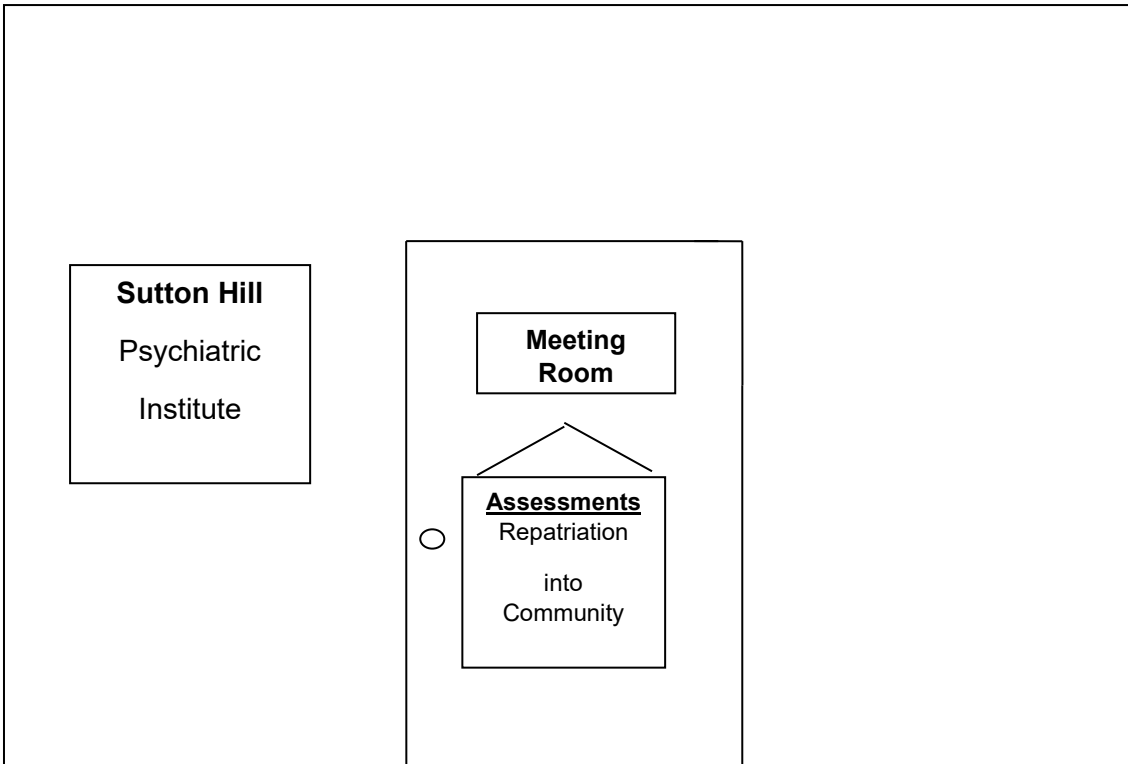 Sutton Hill
Psychiatric
Institute
Meeting
Room
Assessments
Repatriation
into
Community